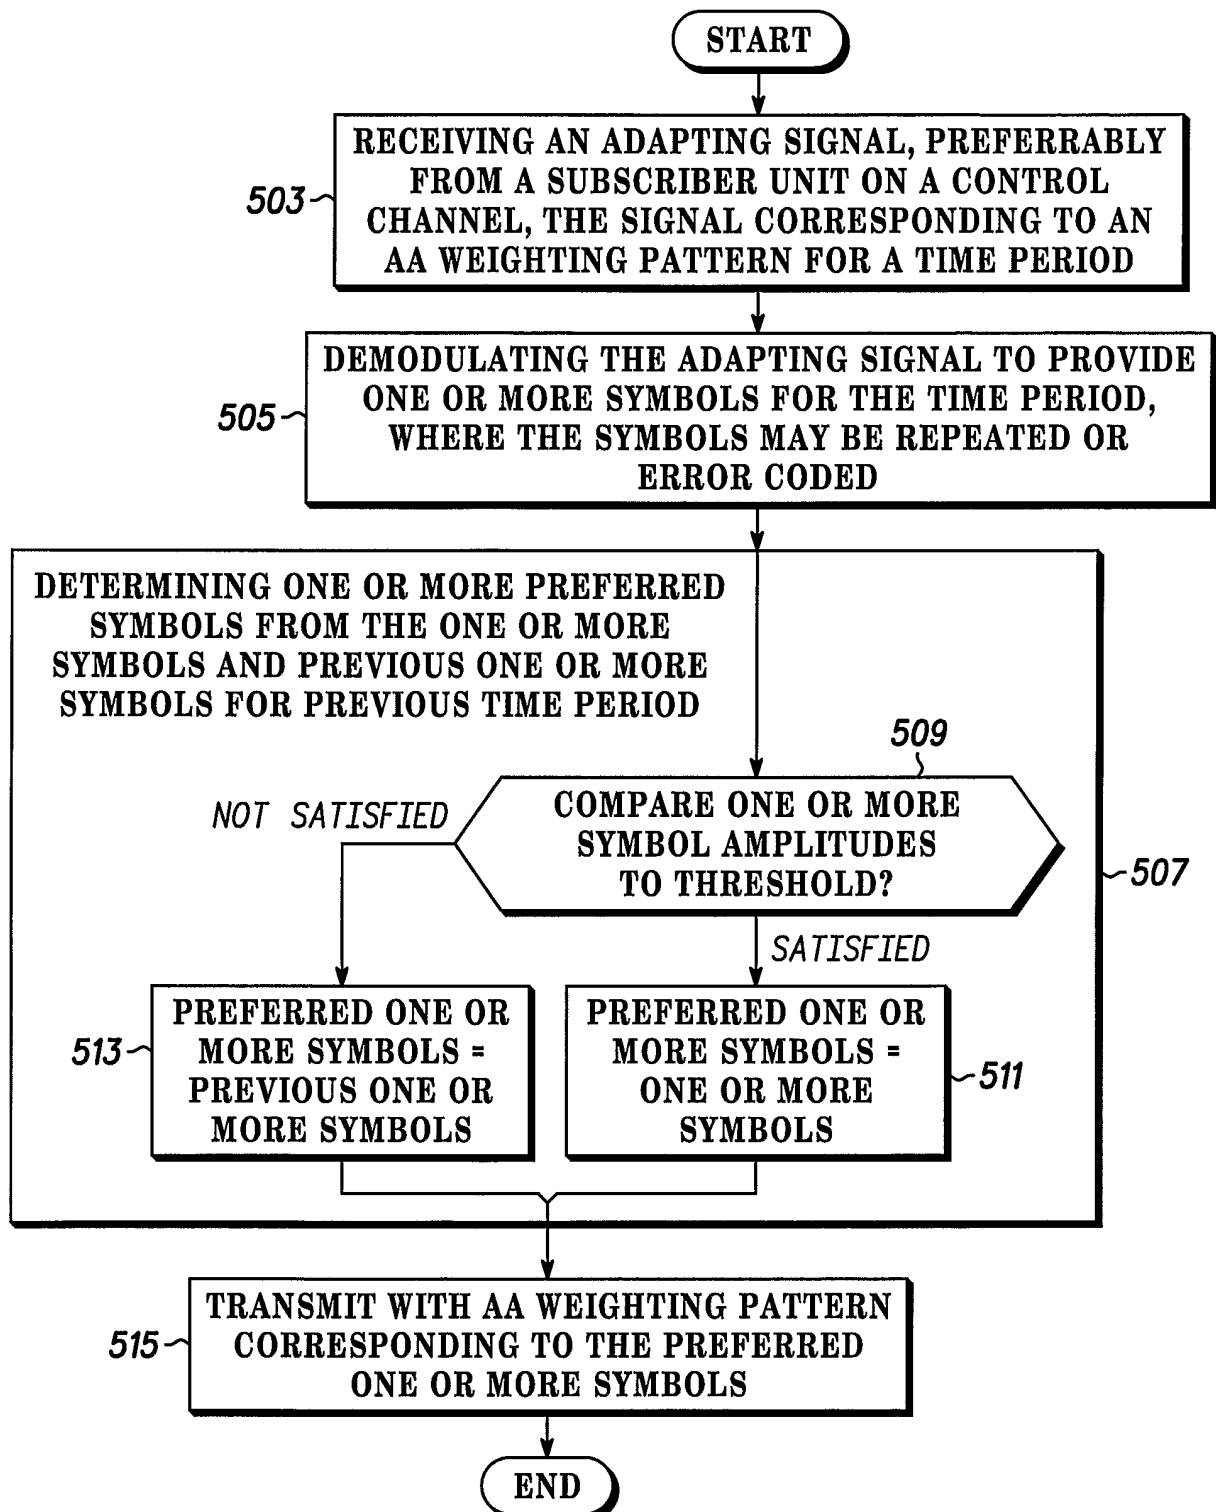 START
RECEIVING AN ADAPTING SIGNAL, PREFERRABLY
FROM A SUBSCRIBER UNIT ON A CONTROL
CHANNEL, THE SIGNAL CORRESPONDING TO AN
AA WEIGHTING PATTERN FOR A TIME PERIOD
503
DEMODULATING THE ADAPTING SIGNAL TO PROVIDE
ONE OR MORE SYMBOLS FOR THE TIME PERIOD,
WHERE THE SYMBOLS MAY BE REPEATED OR
ERROR CODED
505
DETERMINING ONE OR MORE PREFERRED
SYMBOLS FROM THE ONE OR MORE
SYMBOLS AND PREVIOUS ONE OR MORE
SYMBOLS FOR PREVIOUS TIME PERIOD
509
COMPARE ONE OR MORE
SYMBOL AMPLITUDES
TO THRESHOLD?
NOT SATISFIED
507
SATISFIED
PREFERRED ONE OR
MORE SYMBOLS =
PREVIOUS ONE OR
MORE SYMBOLS
513
PREFERRED ONE OR
MORE SYMBOLS =
ONE OR MORE
SYMBOLS
511
TRANSMIT WITH AA WEIGHTING PATTERN
CORRESPONDING TO THE PREFERRED
ONE OR MORE SYMBOLS
515
END